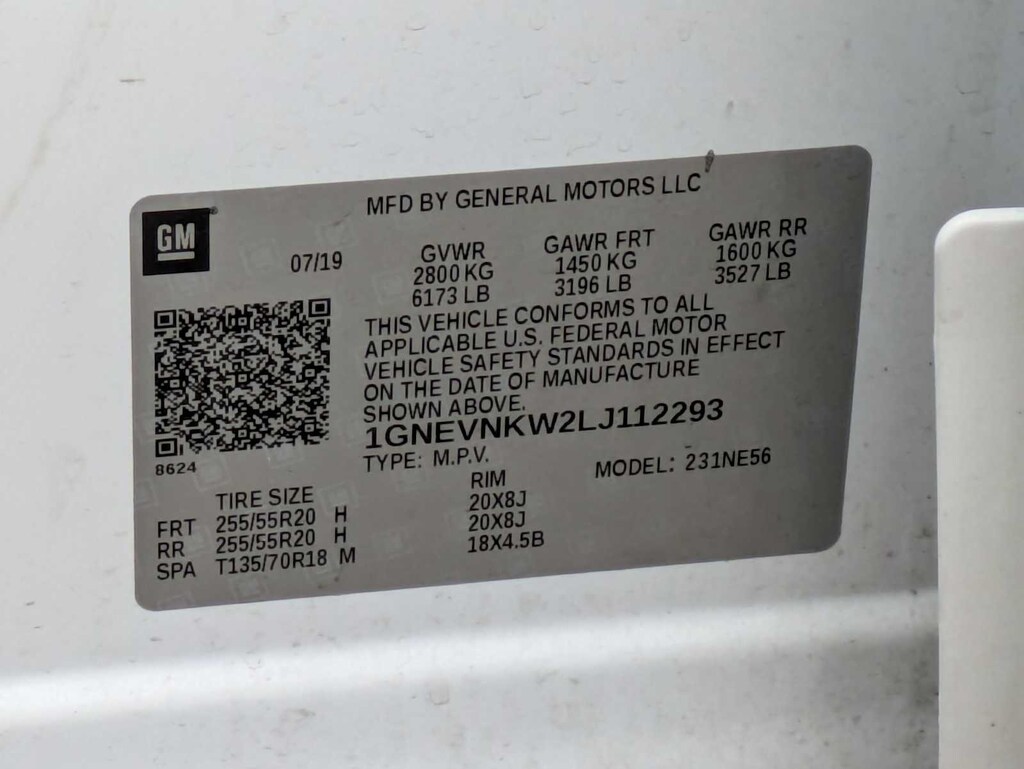 MFD BY GENERAL MOTORS LLC
GM
07/19
GVWR GAWR FRT GAWR RR
2800 KG 1450 KG 1600 KG
6173 LB 3196 LB 3527 LB
THIS VEHICLE CONFORMS TO ALL
APPLICABLE U.S. FEDERAL MOTOR
VEHICLE SAFETY STANDARDS IN EFFECT
ON THE DATE OF MANUFACTURE
SHOWN ABOVE.
1GNEVNKW2LJ112293
8624
TYPE: M.P.V. MODEL: 231NE56
TIRE SIZE RIM
FRT 255/55R20 H 20X8J
RR 255/55R20 H 20X8J
SPA T135/70R18 M 18X4.5B